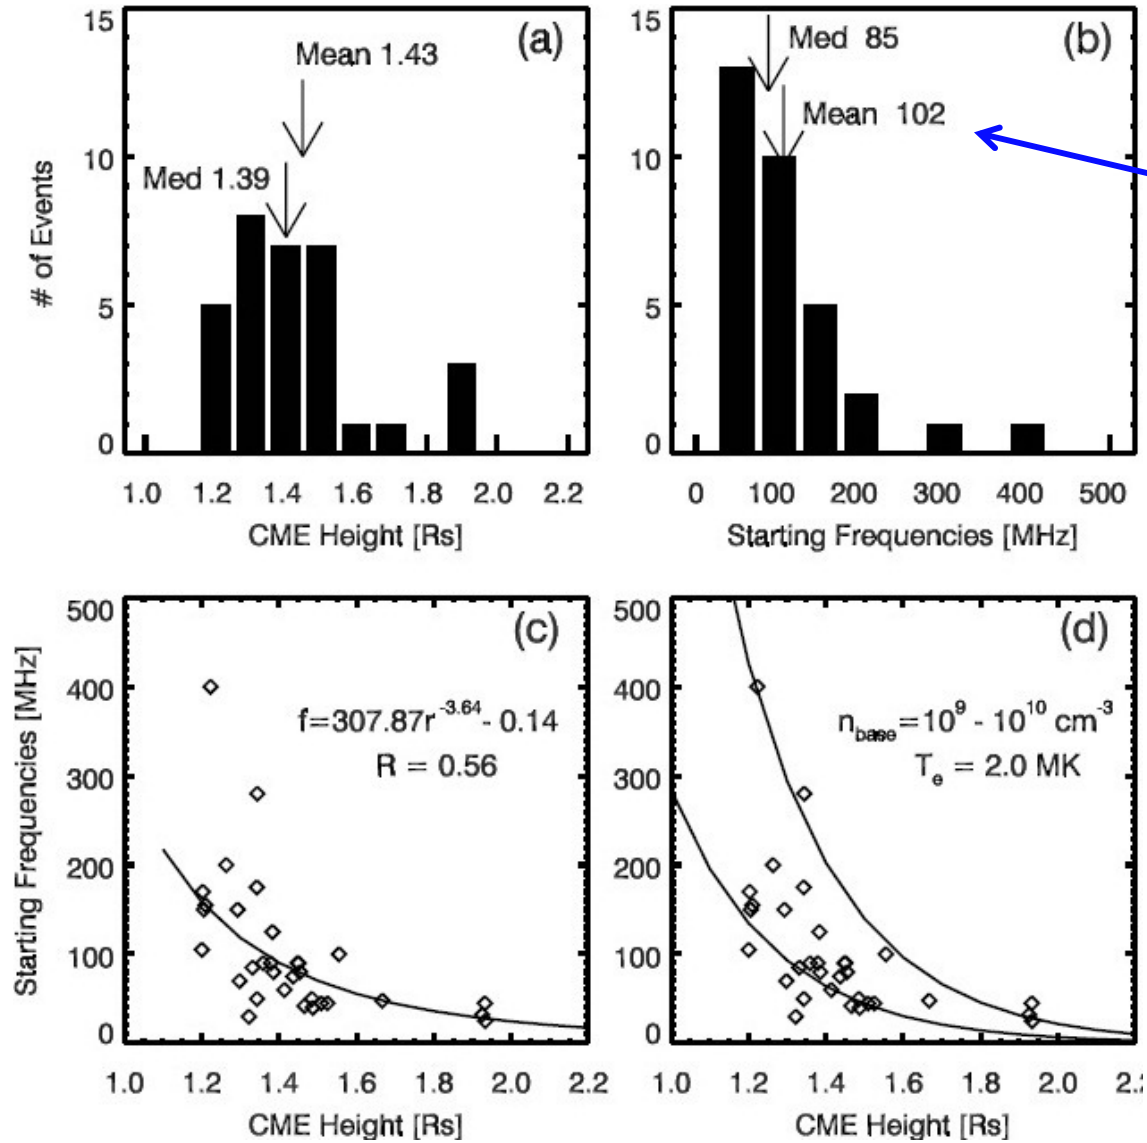 (a)
Mean 1.43
Med 1.39
15
10
5
0
# of Events
1.0 1.2 1.4 1.6 1.8 2.0 2.2
CME Height [Rs]
(b)
Med 85
Mean 102
15
10
5
0
0 100 200 300 400 500
Starting Frequencies [MHz]
(c)
f=307.87r^-3.64 - 0.14
R = 0.56
500
400
300
200
100
0
Starting Frequencies [MHz]
1.0 1.2 1.4 1.6 1.8 2.0 2.2
CME Height [Rs]
(d)
n_base=10^9 - 10^10 cm^-3
T_e = 2.0 MK
500
400
300
200
100
0
1.0 1.2 1.4 1.6 1.8 2.0 2.2
CME Height [Rs]